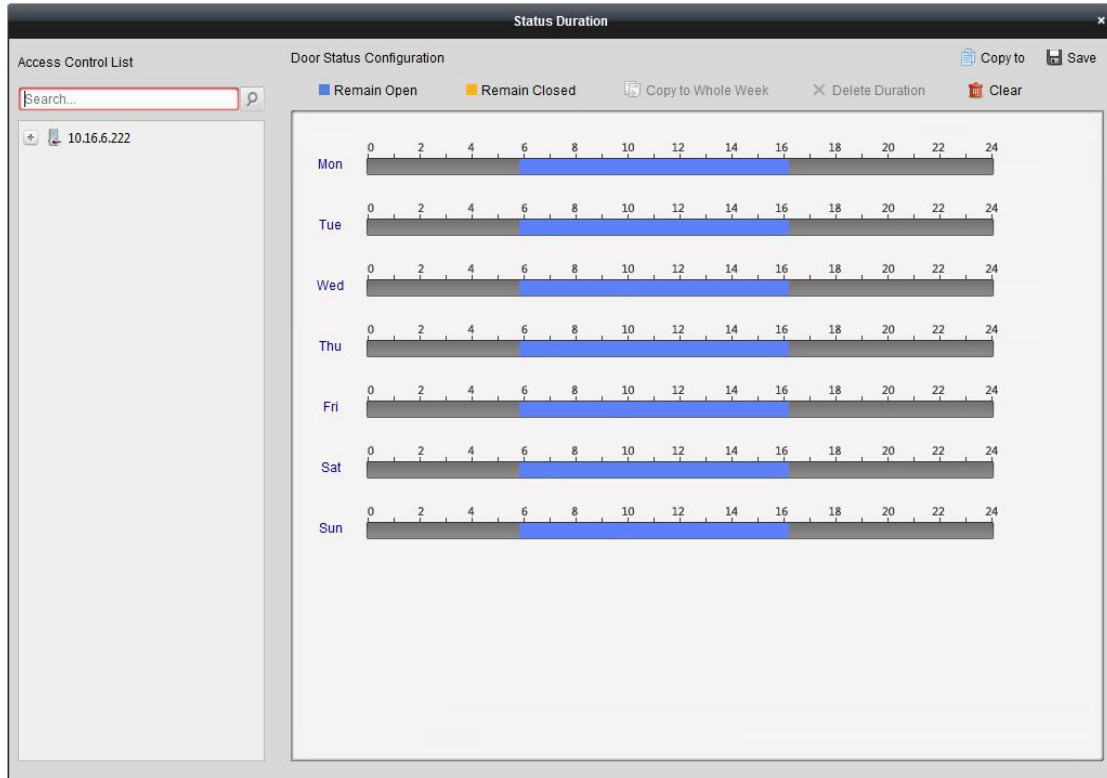 Status Duration
Access Control List
Search...
10.16.6.222
Door Status Configuration
Copy to Save
Remain Open Remain Closed Copy to Whole Week Delete Duration Clear
0 2 4 6 8 10 12 14 16 18 20 22 24
Mon
0 2 4 6 8 10 12 14 16 18 20 22 24
Tue
0 2 4 6 8 10 12 14 16 18 20 22 24
Wed
0 2 4 6 8 10 12 14 16 18 20 22 24
Thu
0 2 4 6 8 10 12 14 16 18 20 22 24
Fri
0 2 4 6 8 10 12 14 16 18 20 22 24
Sat
0 2 4 6 8 10 12 14 16 18 20 22 24
Sun